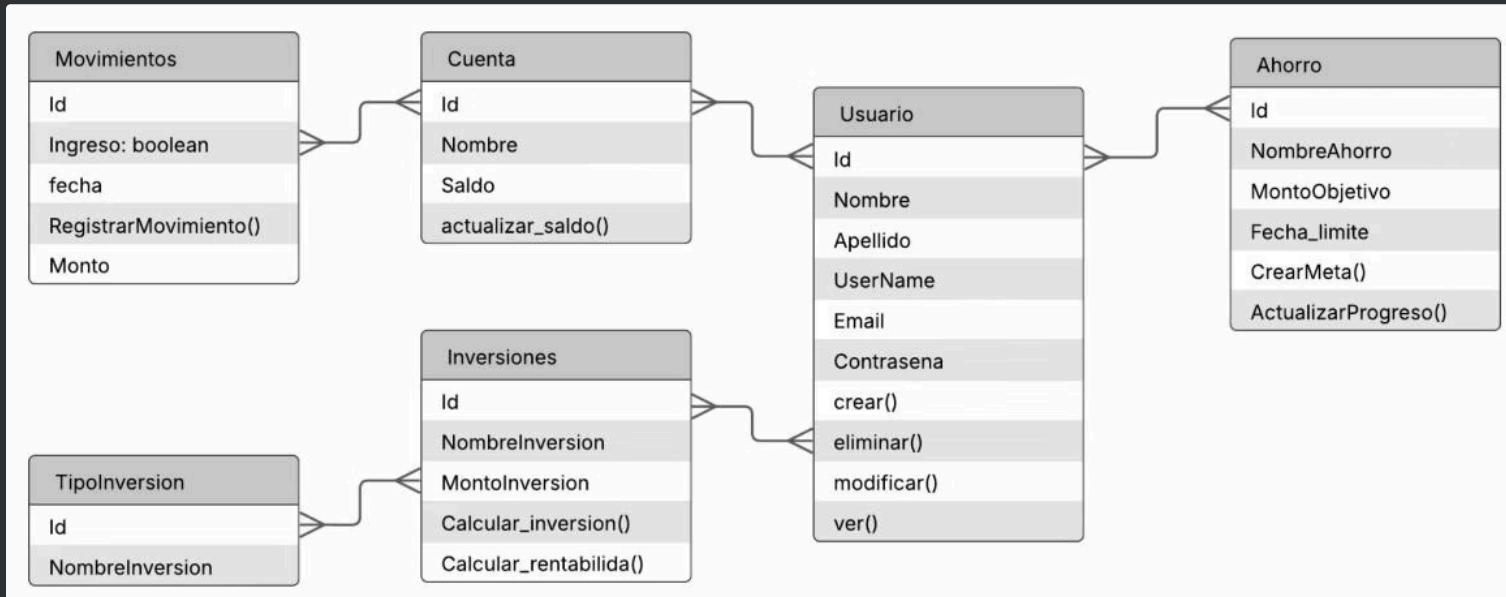 Movimientos
Id
Ingreso: boolean
fecha
RegistrarMovimiento()
Monto
Cuenta
Id
Nombre
Saldo
actualizar_saldo()
Usuario
Id
Nombre
Apellido
UserName
Email
Contrasena
crear()
eliminar()
modificar()
ver()
Ahorro
Id
NombreAhorro
MontoObjetivo
Fecha_limite
CrearMeta()
ActualizarProgreso()
Inversiones
Id
NombreInversion
MontoInversion
Calcular_inversion()
Calcular_rentabilida()
TipoInversion
Id
NombreInversion